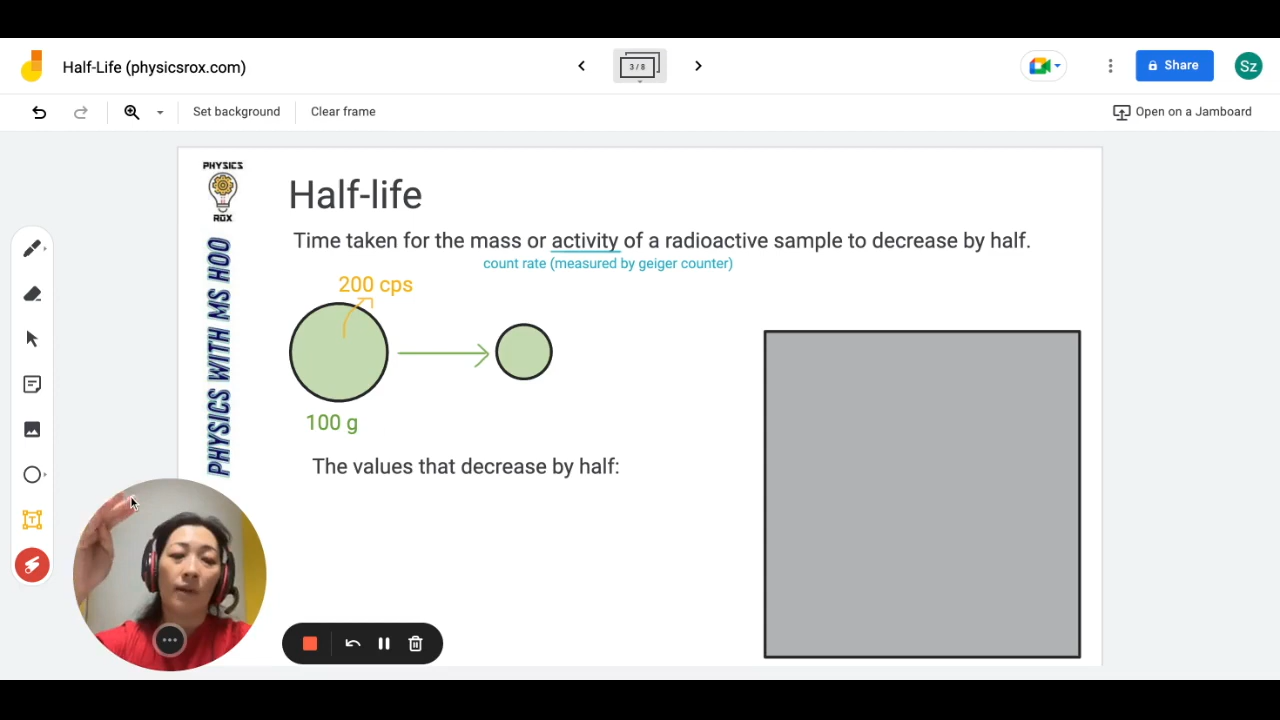 Half-Life (physicsrox.com)
3 / 8
Share
Sz
Set background
Clear frame
Open on a Jamboard
PHYSICS
ROX
PHYSICS WITH MS HOO
Half-life
Time taken for the mass or activity of a radioactive sample to decrease by half.
count rate (measured by geiger counter)
200 cps
100 g
The values that decrease by half:
T